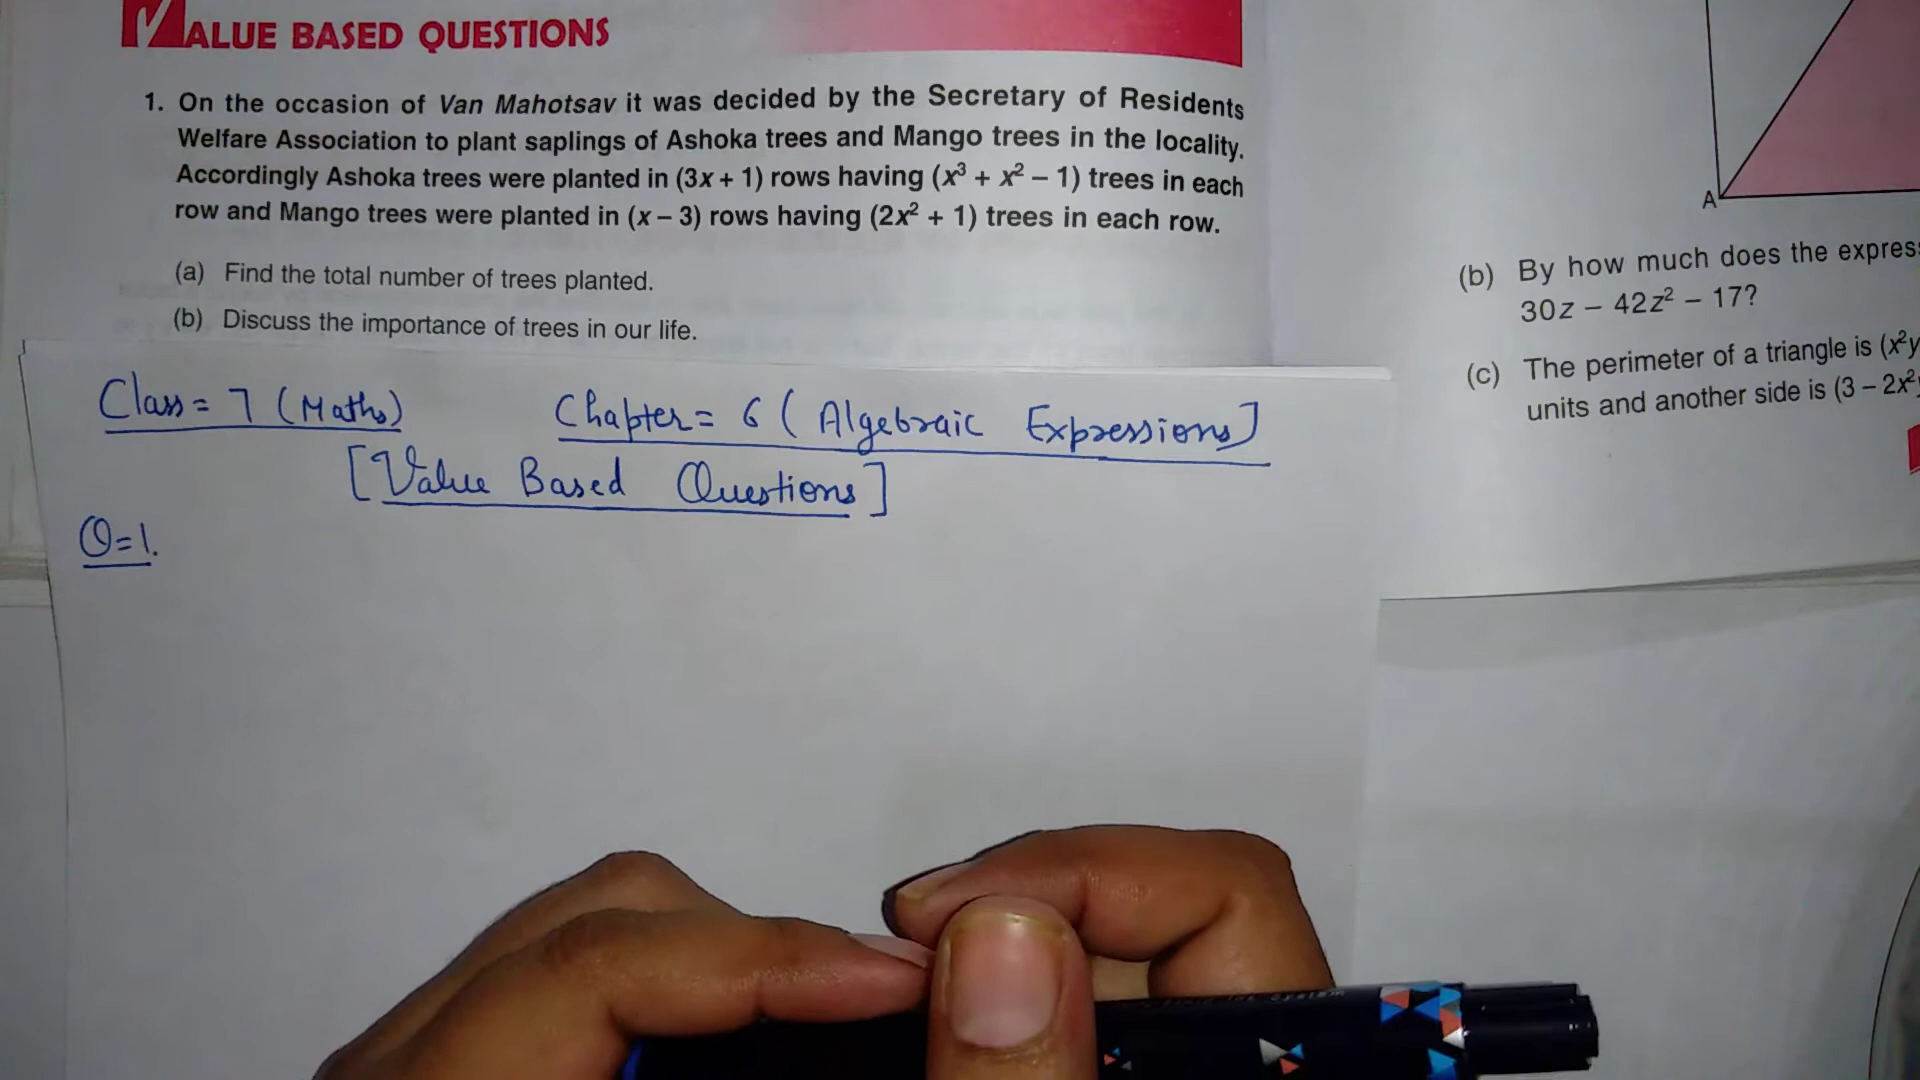 VALUE BASED QUESTIONS
1. On the occasion of Van Mahotsav it was decided by the Secretary of Residents
Welfare Association to plant saplings of Ashoka trees and Mango trees in the locality.
Accordingly Ashoka trees were planted in (3x + 1) rows having (x³ + x² – 1) trees in each
row and Mango trees were planted in (x – 3) rows having (2x² + 1) trees in each row.
(a) Find the total number of trees planted.
(b) Discuss the importance of trees in our life.
Class = 7 (Maths) Chapter = 6 ( Algebraic Expressions]
[Value Based Questions]
Q=1.
A
(b) By how much does the
30z – 42z² – 17?
(c) The perimeter of a triangle is (x²y
units and another side is (3 – 2x²